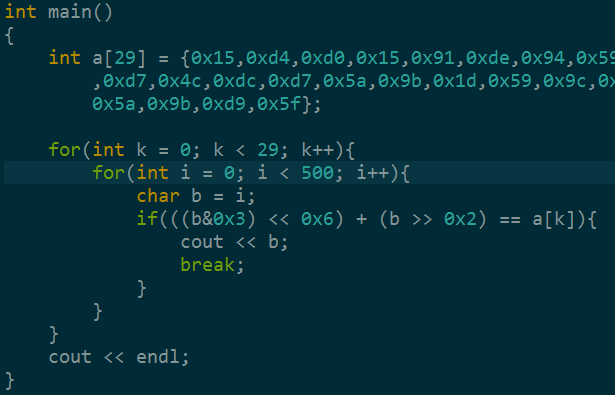 int main()
{
    int a[29] = {0x15,0xd4,0xd0,0x15,0x91,0xde,0x94,0x59
        ,0xd7,0x4c,0xdc,0xd7,0x5a,0x9b,0x1d,0x59,0x9c,0x
        0x5a,0x9b,0xd9,0x5f};
    for(int k = 0; k < 29; k++){
        for(int i = 0; i < 500; i++){
            char b = i;
            if(((b&0x3) << 0x6) + (b >> 0x2) == a[k]){
                cout << b;
                break;
            }
        }
    }
    cout << endl;
}